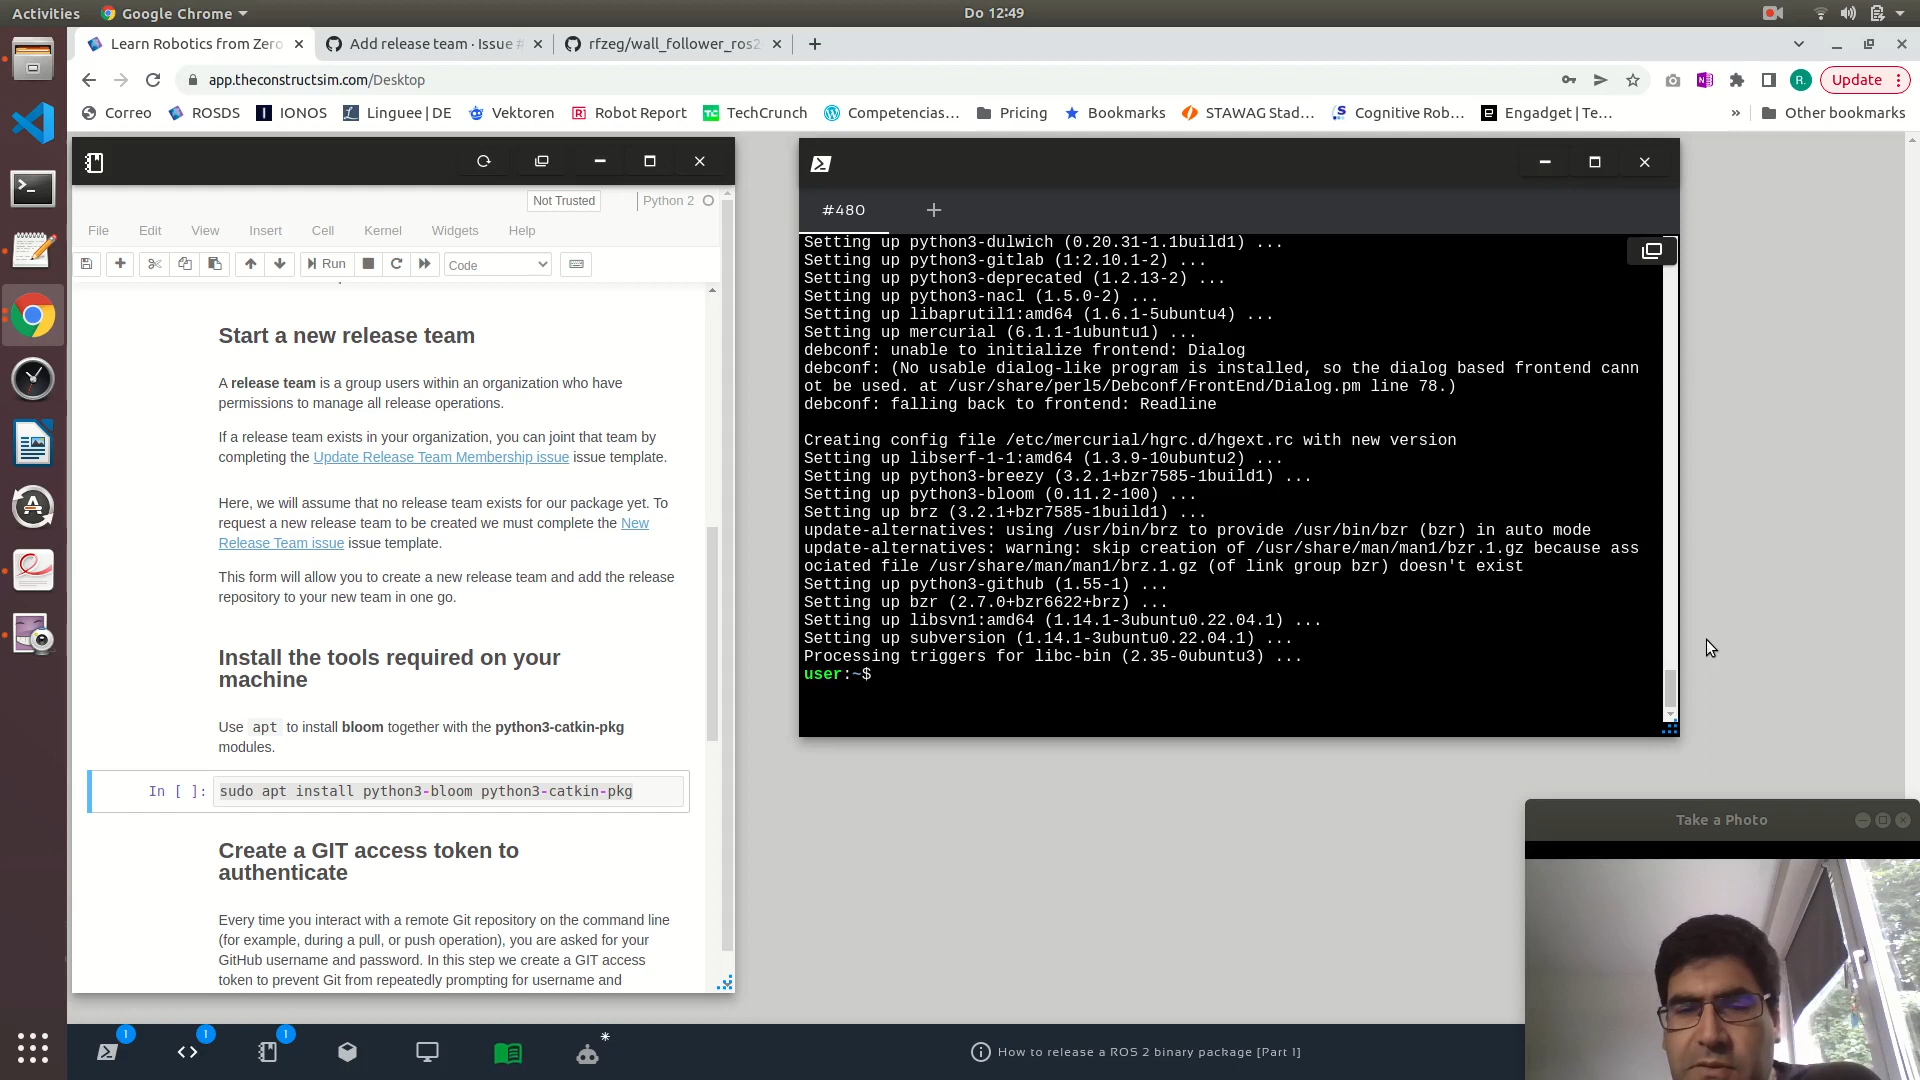 Activities
Google Chrome
Do 12:49
Learn Robotics from Zero
Add release team · Issue #
rfzeg/wall_follower_ros2
app.theconstructsim.com/Desktop
R.
Update
Correo
ROSDS
IONOS
Linguee | DE
Vektoren
Robot Report
TechCrunch
Competencias…
Pricing
Bookmarks
STAWAG Stad…
Cognitive Rob…
Engadget | Te…
»
Other bookmarks
Not Trusted
Python 2
File
Edit
View
Insert
Cell
Kernel
Widgets
Help
Run
Code
Start a new release team
A release team is a group users within an organization who have
permissions to manage all release operations.
If a release team exists in your organization, you can joint that team by
completing the Update Release Team Membership issue issue template.
Here, we will assume that no release team exists for our package yet. To
request a new release team to be created we must complete the New
Release Team issue issue template.
This form will allow you to create a new release team and add the release
repository to your new team in one go.
Install the tools required on your
machine
Use apt to install bloom together with the python3-catkin-pkg
modules.
In [ ]:
sudo apt install python3-bloom python3-catkin-pkg
Create a GIT access token to
authenticate
Every time you interact with a remote Git repository on the command line
(for example, during a pull, or push operation), you are asked for your
GitHub username and password. In this step we create a GIT access
token to prevent Git from repeatedly prompting for username and
#480
Setting up python3-dulwich (0.20.31-1.1build1) ...
Setting up python3-gitlab (1:2.10.1-2) ...
Setting up python3-deprecated (1.2.13-2) ...
Setting up python3-nacl (1.5.0-2) ...
Setting up libaprutil1:amd64 (1.6.1-5ubuntu4) ...
Setting up mercurial (6.1.1-1ubuntu1) ...
debconf: unable to initialize frontend: Dialog
debconf: (No usable dialog-like program is installed, so the dialog based frontend cann
ot be used. at /usr/share/perl5/Debconf/FrontEnd/Dialog.pm line 78.)
debconf: falling back to frontend: Readline
Creating config file /etc/mercurial/hgrc.d/hgext.rc with new version
Setting up libserf-1-1:amd64 (1.3.9-10ubuntu2) ...
Setting up python3-breezy (3.2.1+bzr7585-1build1) ...
Setting up python3-bloom (0.11.2-100) ...
Setting up brz (3.2.1+bzr7585-1build1) ...
update-alternatives: using /usr/bin/brz to provide /usr/bin/bzr (bzr) in auto mode
update-alternatives: warning: skip creation of /usr/share/man/man1/bzr.1.gz because ass
ociated file /usr/share/man/man1/brz.1.gz (of link group bzr) doesn't exist
Setting up python3-github (1.55-1) ...
Setting up bzr (2.7.0+bzr6622+brz) ...
Setting up libsvn1:amd64 (1.14.1-3ubuntu0.22.04.1) ...
Setting up subversion (1.14.1-3ubuntu0.22.04.1) ...
Processing triggers for libc-bin (2.35-0ubuntu3) ...
user:~$
Take a Photo
1
1
1
How to release a ROS 2 binary package [Part 1]